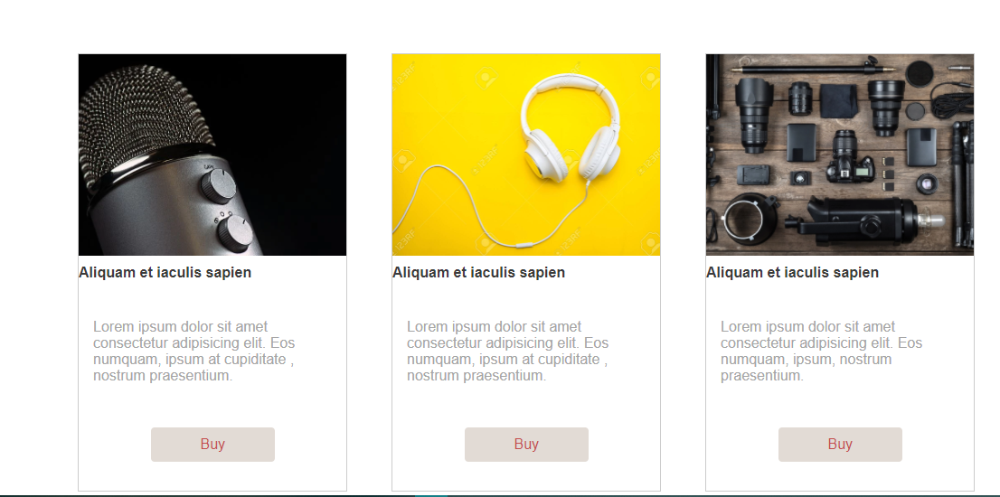 Aliquam et iaculis sapien
Lorem ipsum dolor sit amet
consectetur adipisicing elit. Eos
numquam, ipsum at cupiditate ,
nostrum praesentium.
Buy
Aliquam et iaculis sapien
Lorem ipsum dolor sit amet
consectetur adipisicing elit. Eos
numquam, ipsum at cupiditate ,
nostrum praesentium.
Buy
Aliquam et iaculis sapien
Lorem ipsum dolor sit amet
consectetur adipisicing elit. Eos
numquam, ipsum, nostrum
praesentium.
Buy